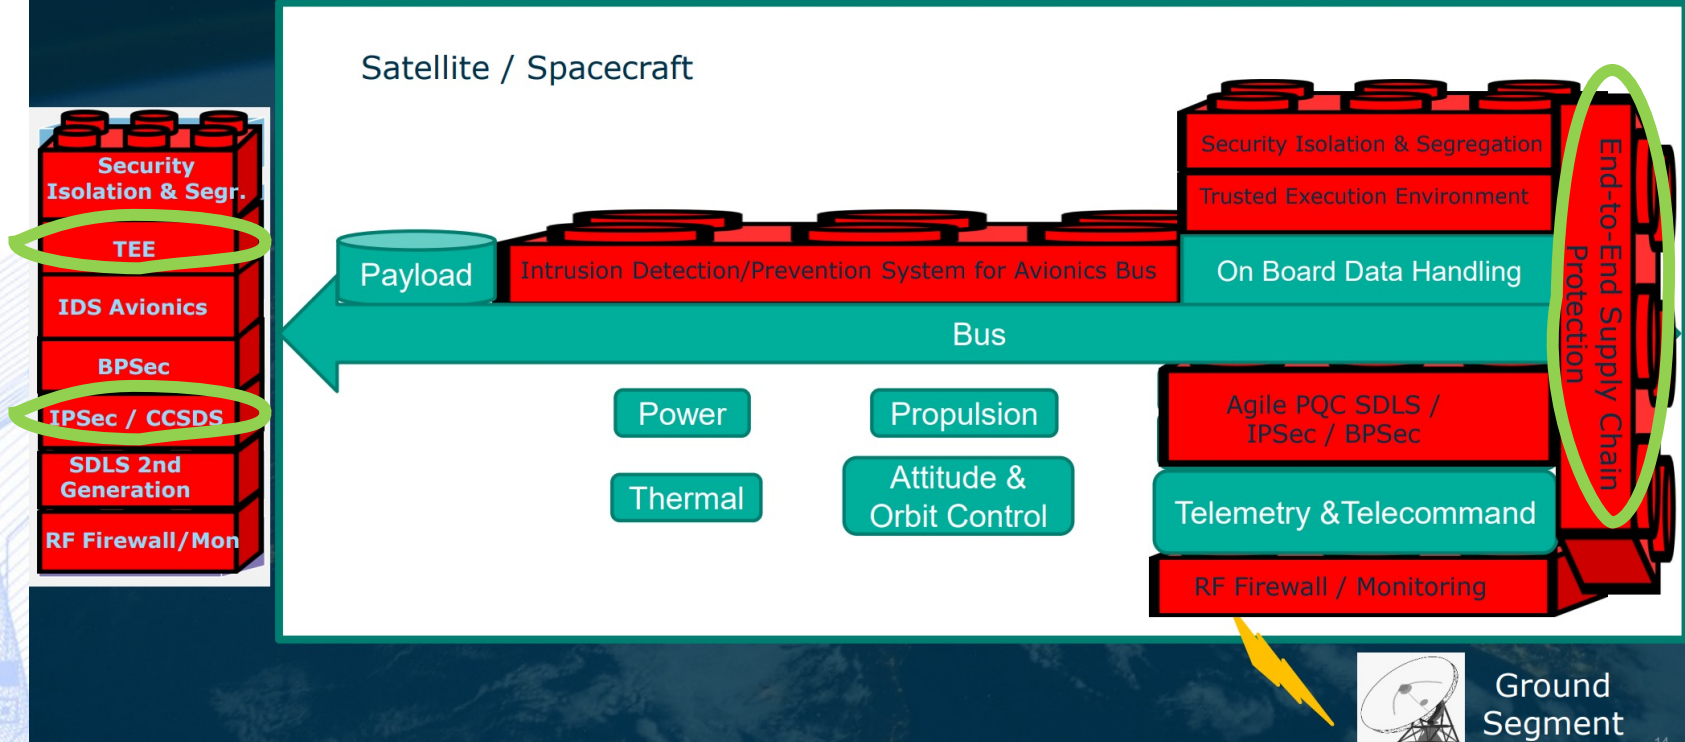 Satellite / Spacecraft
Security
Isolation & Segr.
TEE
IDS Avionics
BPSec
IPSec / CCSDS
SDLS 2nd
Generation
RF Firewall/Mon
Payload
Intrusion Detection/Prevention System for Avionics Bus
Security Isolation & Segregation
Trusted Execution Environment
On Board Data Handling
Bus
Power
Propulsion
Thermal
Attitude &
Orbit Control
Agile PQC SDLS /
IPSec / BPSec
Telemetry &Telecommand
RF Firewall / Monitoring
End-to-End Supply Chain
Protection
Ground
Segment
11